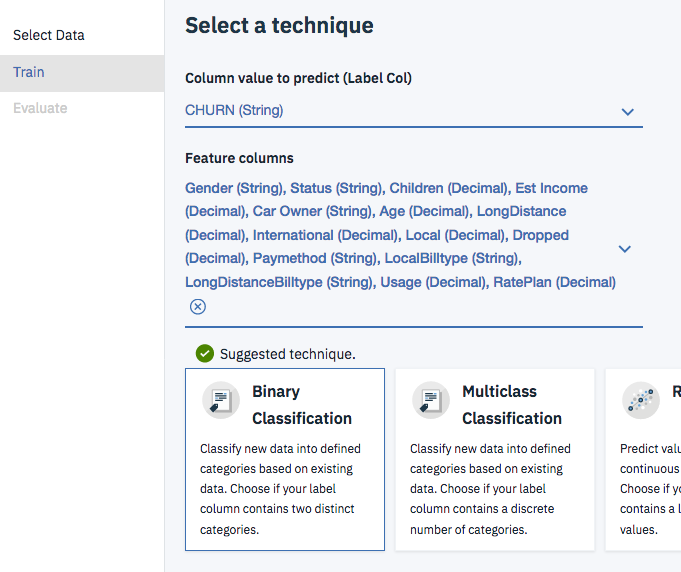 Select Data
Train
Evaluate
Select a technique
Column value to predict (Label Col)
CHURN (String)
Feature columns
Gender (String), Status (String), Children (Decimal), Est Income
(Decimal), Car Owner (String), Age (Decimal), LongDistance
(Decimal), International (Decimal), Local (Decimal), Dropped
(Decimal), Paymethod (String), LocalBilltype (String),
LongDistanceBilltype (String), Usage (Decimal), RatePlan (Decimal)
Suggested technique.
Binary
Classification
Classify new data into defined
categories based on existing
data. Choose if your label
column contains two distinct
categories.
Multiclass
Classification
Classify new data into defined
categories based on existing
data. Choose if your label
column contains a discrete
number of categories.
R
Predict valu
continuous
Choose if yo
contains a l
values.